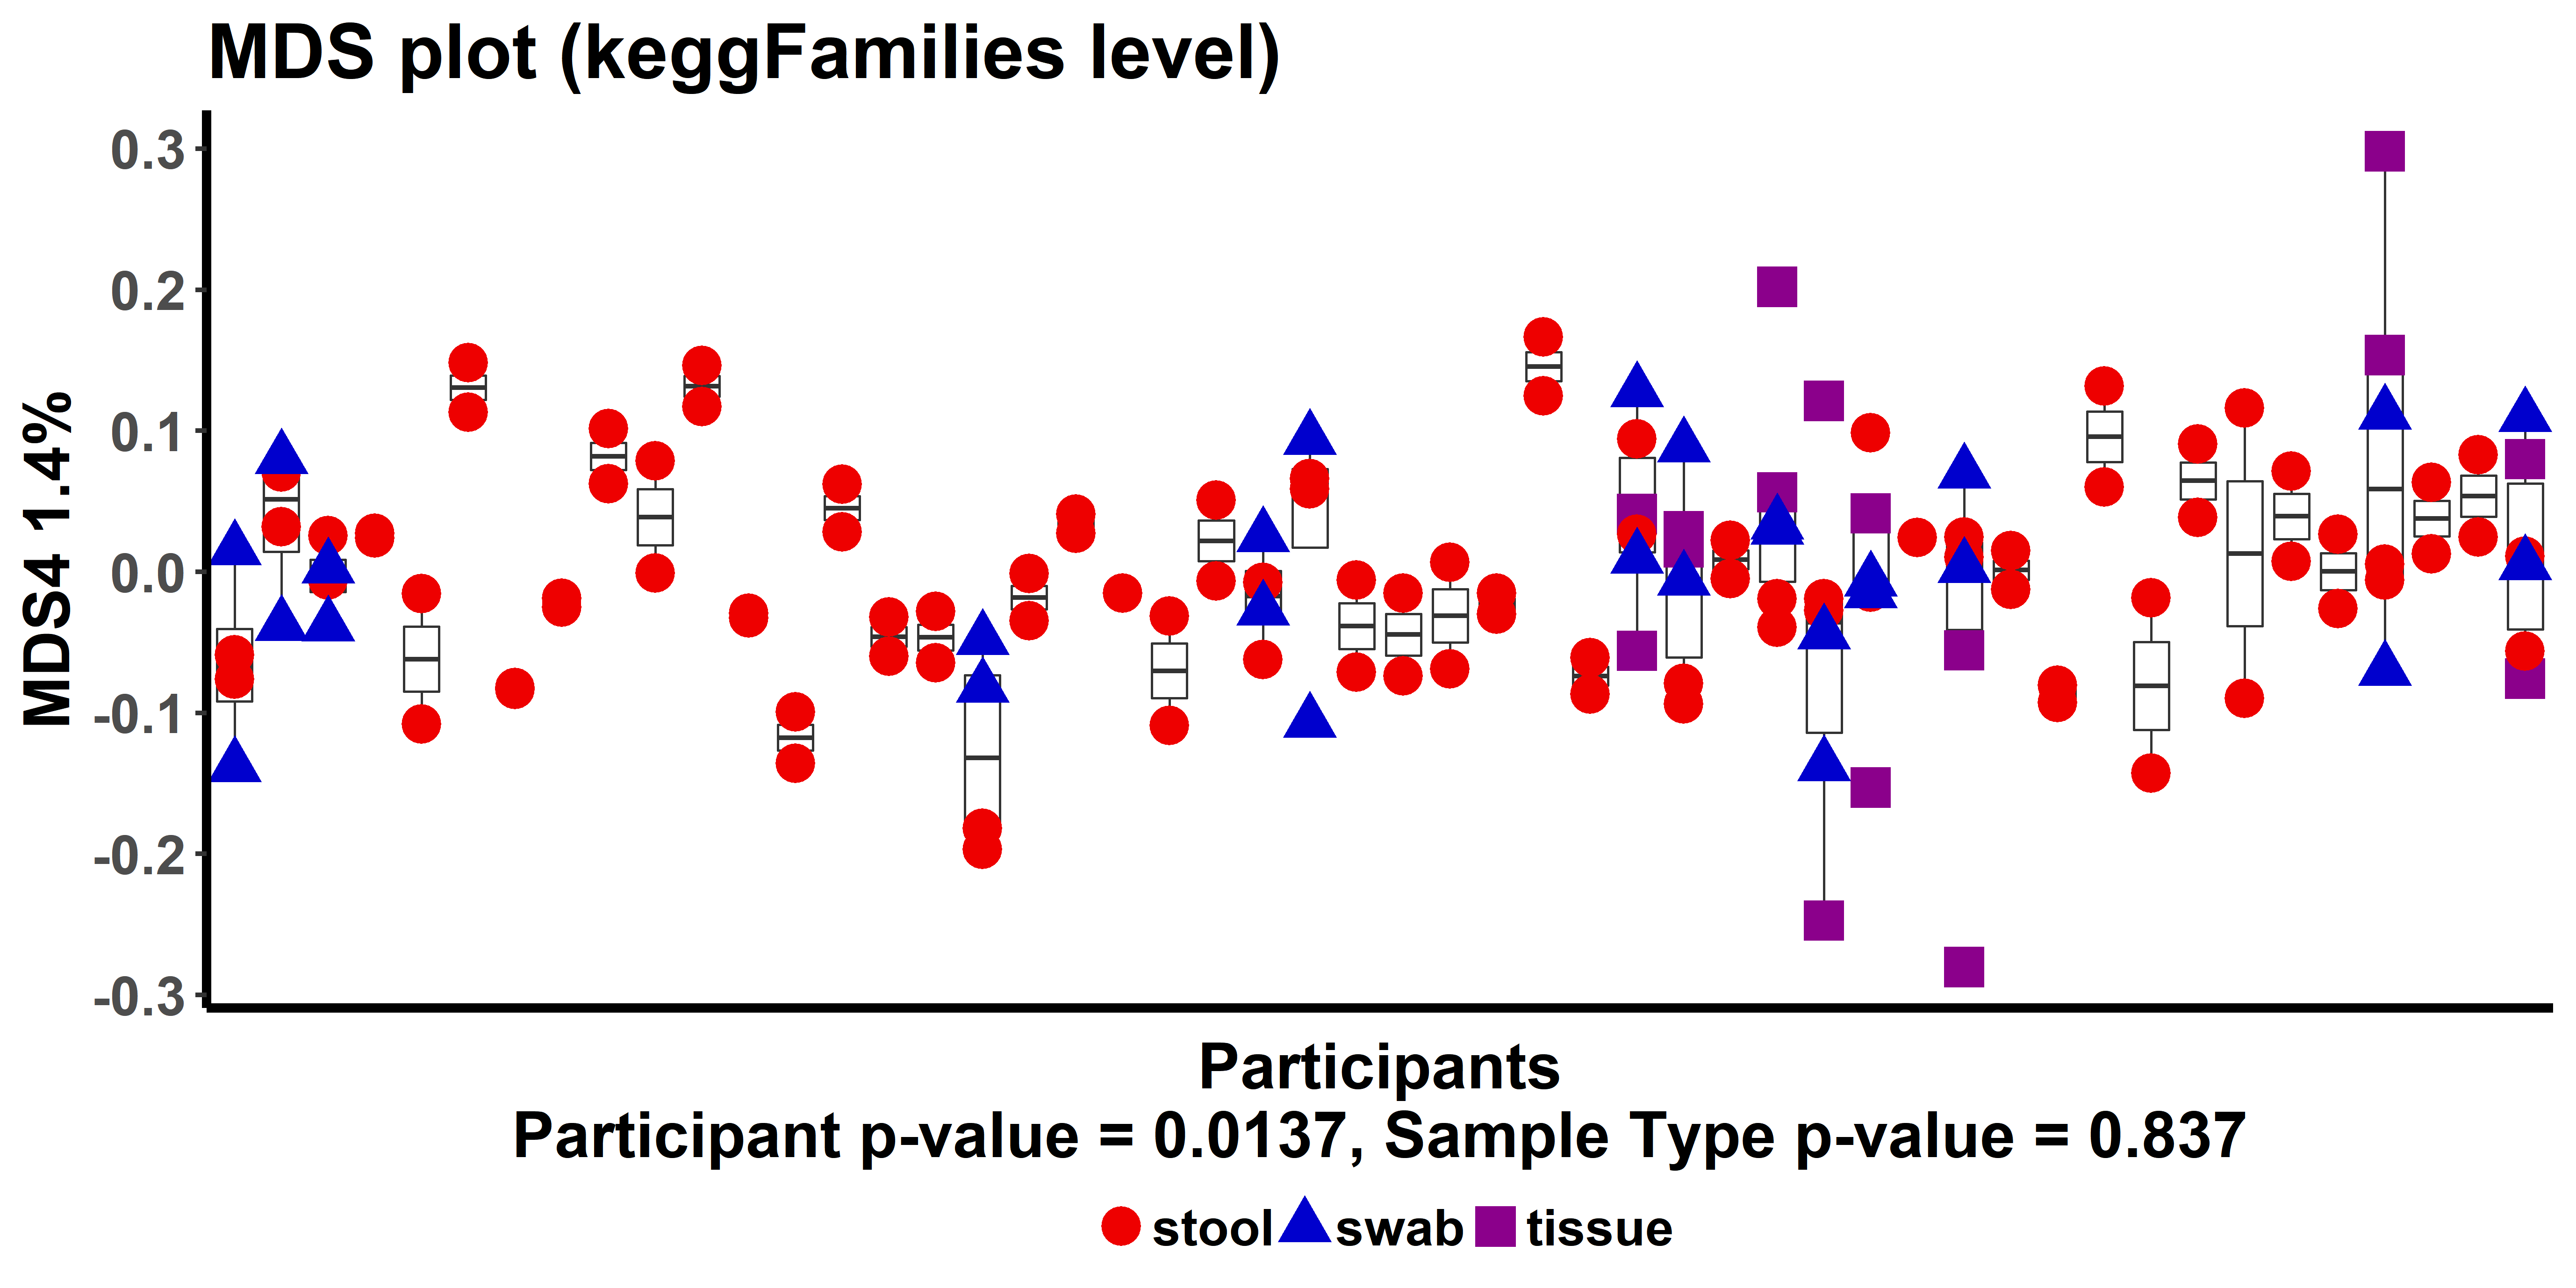 MDS plot (keggFamilies level)
MDS4 1.4%
0.3
0.2
0.1
0.0
-0.1
-0.2
-0.3
Participants
Participant p-value = 0.0137, Sample Type p-value = 0.837
stool swab tissue